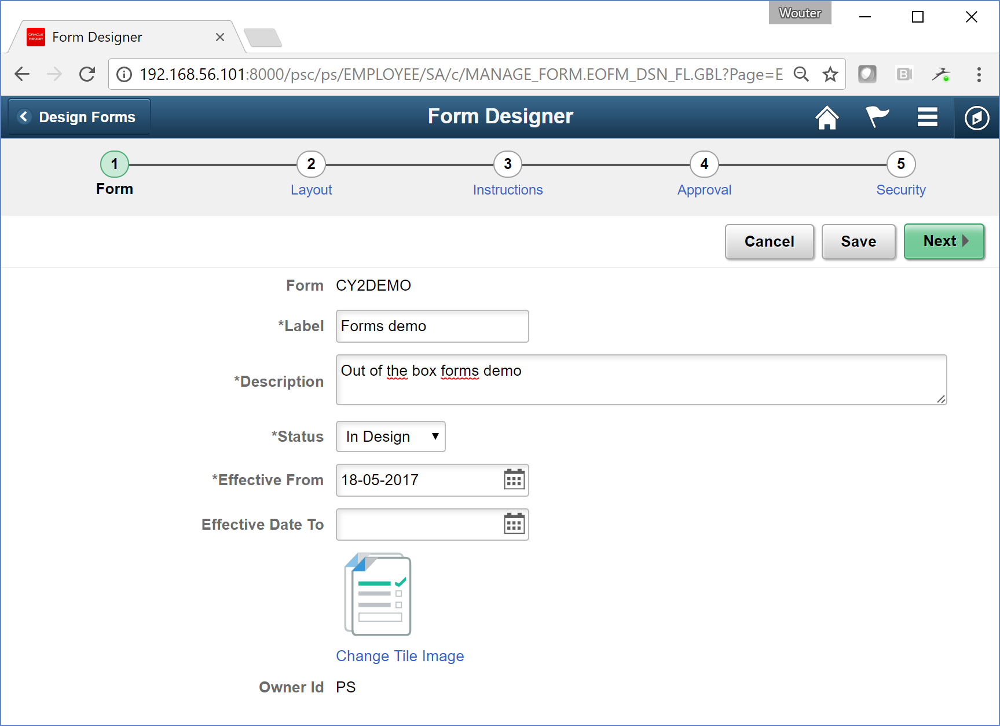 Wouter
ORACLE
PEOPLESOFT
Form Designer
192.168.56.101:8000/psc/ps/EMPLOYEE/SA/c/MANAGE_FORM.EOFM_DSN_FL.GBL?Page=E
B
Design Forms
Form Designer
1 2 3 4 5
Form Layout Instructions Approval Security
Cancel Save Next
Form CY2DEMO
*Label Forms demo
*Description Out of the box forms demo
*Status In Design
*Effective From 18-05-2017
Effective Date To
Change Tile Image
Owner Id PS